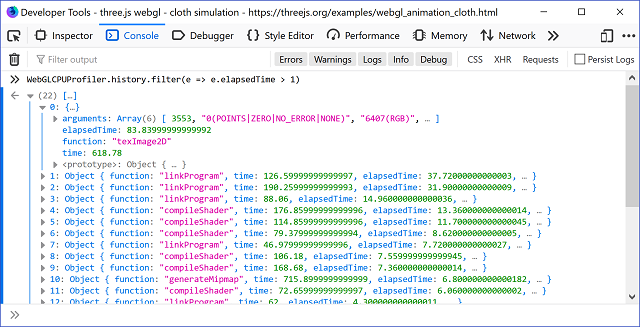 Developer Tools - three.js webgl - cloth simulation - https://threejs.org/examples/webgl_animation_cloth.html
Inspector Console Debugger Style Editor Performance Memory Network »
Filter output Errors Warnings Logs Info Debug CSS XHR Requests Persist Logs
» WebGLCPUProfiler.history.filter(e => e.elapsedTime > 1)
(22) […]
0: {…}
arguments: Array(6) [ 3553, "0(POINTS|ZERO|NO_ERROR|NONE)", "6407(RGB)", … ]
elapsedTime: 83.83999999999992
function: "texImage2D"
time: 618.78
<prototype>: Object { … }
1: Object { function: "linkProgram", time: 126.59999999999997, elapsedTime: 37.72000000000003, … }
2: Object { function: "linkProgram", time: 190.25999999999993, elapsedTime: 31.90000000000009, … }
3: Object { function: "linkProgram", time: 88.06, elapsedTime: 14.960000000000036, … }
4: Object { function: "compileShader", time: 176.8599999999996, elapsedTime: 13.360000000000014, … }
5: Object { function: "compileShader", time: 114.8599999999996, elapsedTime: 11.700000000000045, … }
6: Object { function: "compileShader", time: 79.3799999999994, elapsedTime: 8.620000000000005, … }
7: Object { function: "linkProgram", time: 46.9799999999996, elapsedTime: 7.720000000000027, … }
8: Object { function: "compileShader", time: 106.18, elapsedTime: 7.559999999999945, … }
9: Object { function: "compileShader", time: 168.68, elapsedTime: 7.360000000000014, … }
10: Object { function: "generateMipmap", time: 715.8999999999999, elapsedTime: 6.800000000000182, … }
11: Object { function: "compileShader", time: 72.65999999999997, elapsedTime: 6.060000000000002, … }
12: Object { function: "linkProgram", time: 62, elapsedTime: 4.300000000000011, … }
»